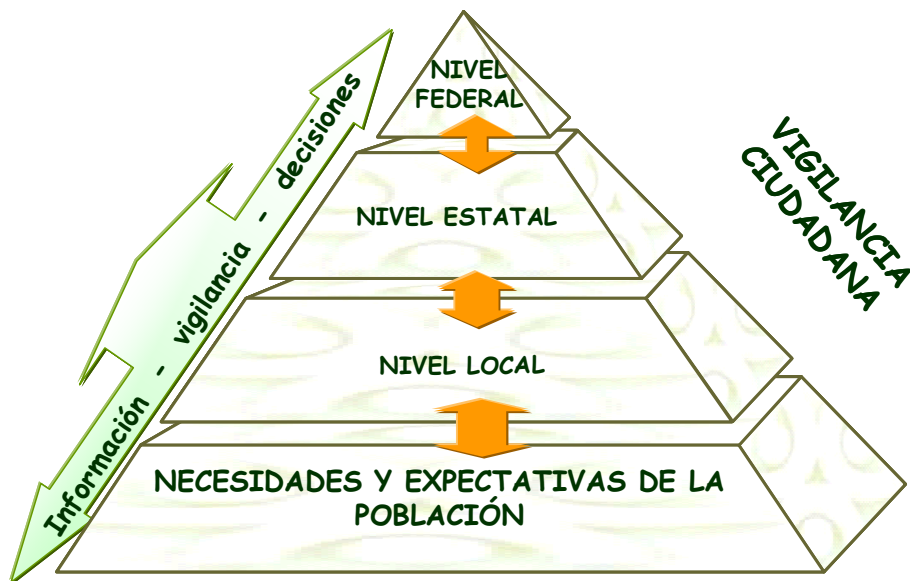 NIVEL
FEDERAL
NIVEL ESTATAL
NIVEL LOCAL
NECESIDADES Y EXPECTATIVAS DE LA
POBLACIÓN
Información - vigilancia - decisiones
VIGILANCIA
CIUDADANA